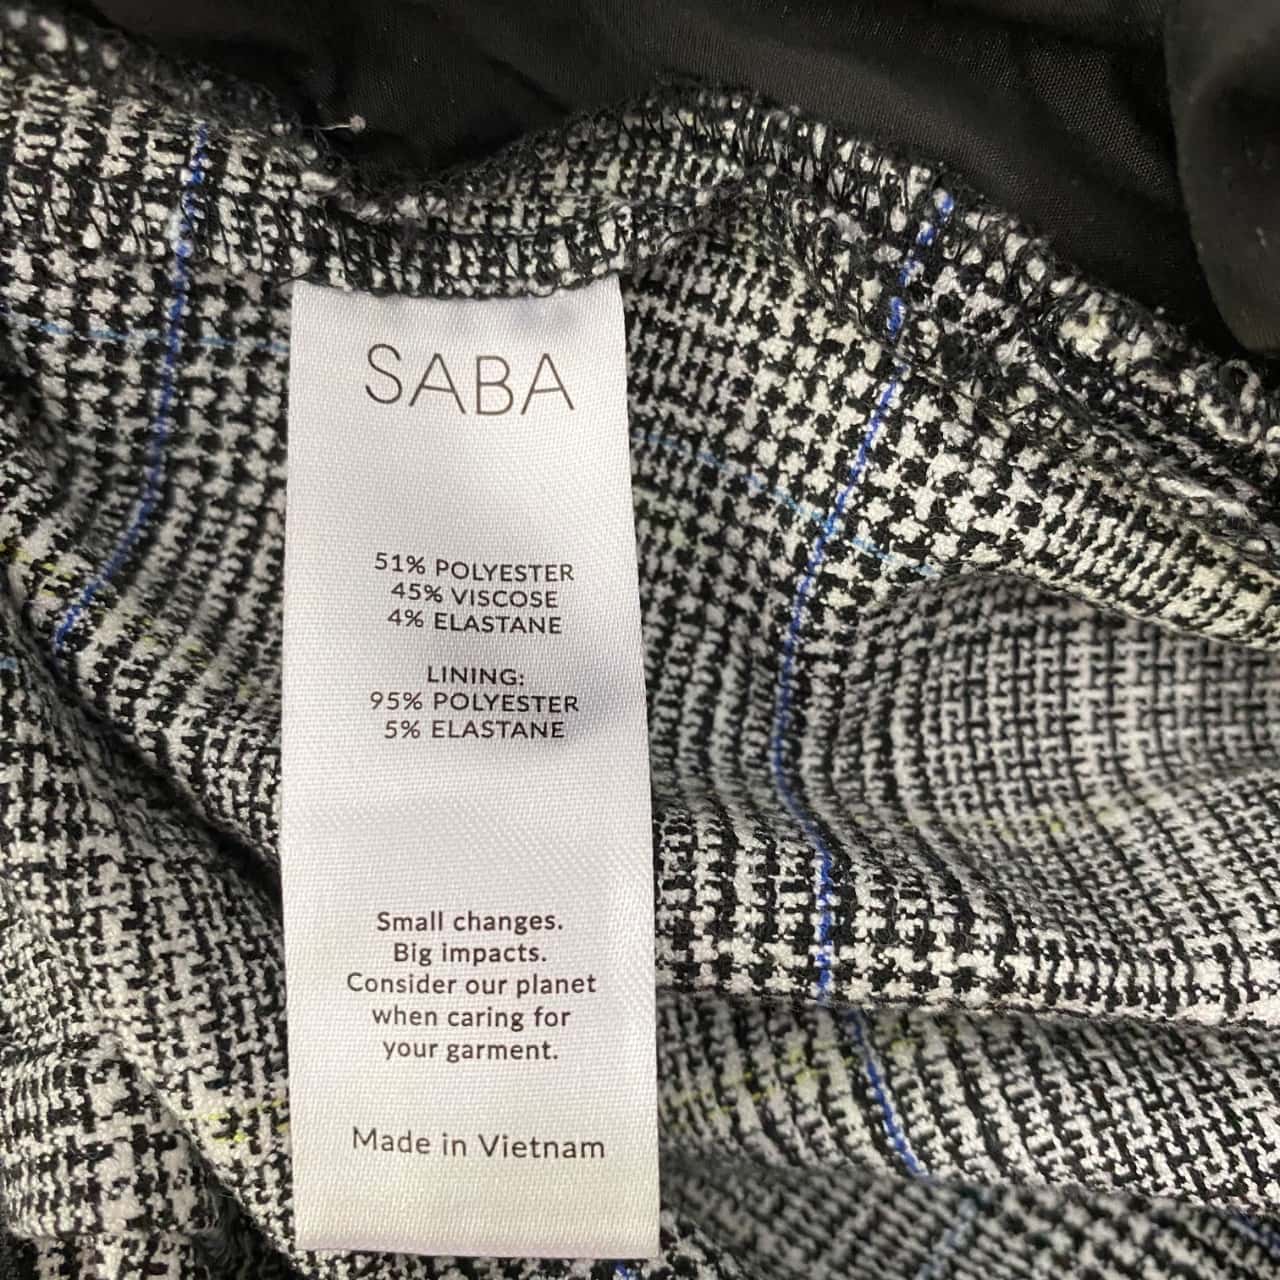 SABA
51% POLYESTER
45% VISCOSE
4% ELASTANE
LINING:
95% POLYESTER
5% ELASTANE
Small changes.
Big impacts.
Consider our planet
when caring for
your garment.
Made in Vietnam